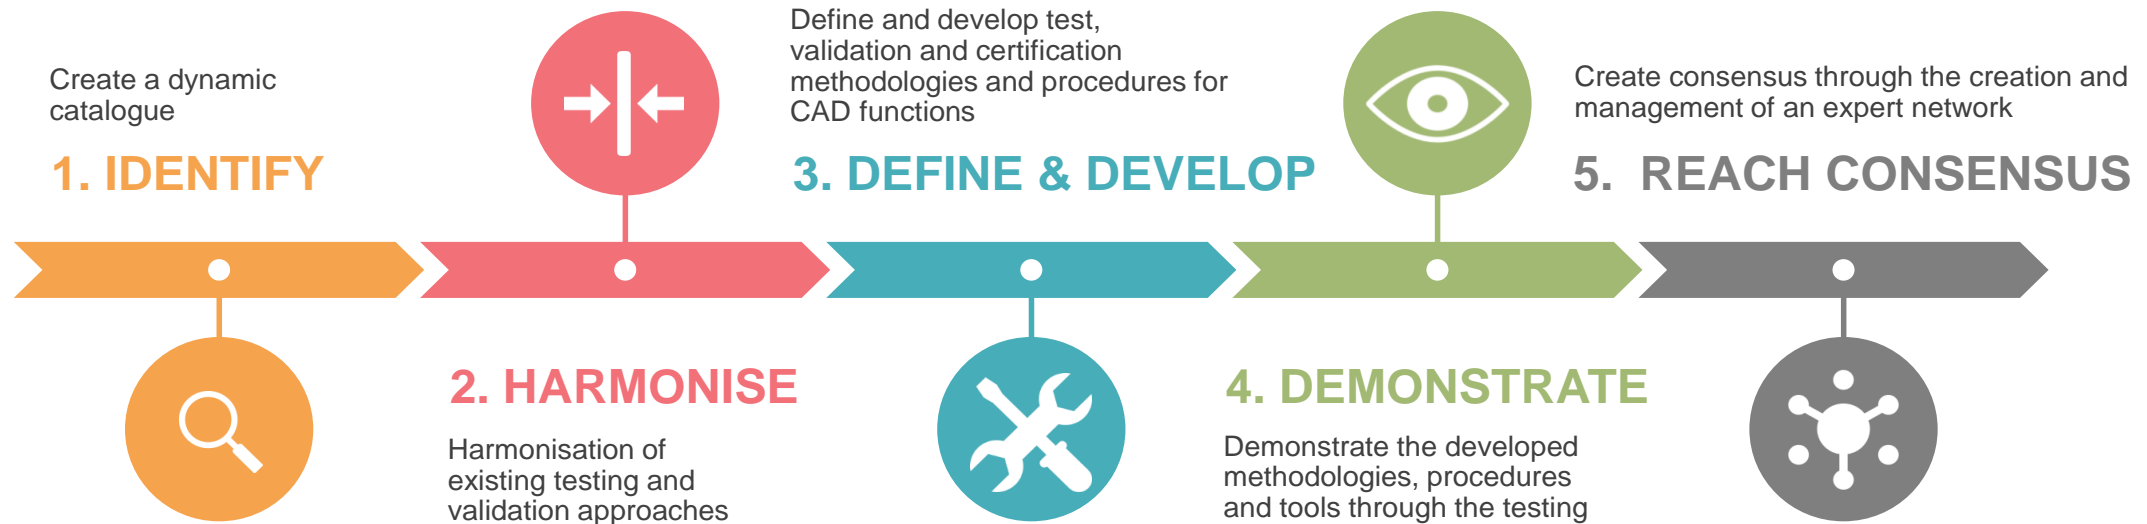 Create a dynamic
catalogue
1. IDENTIFY
2. HARMONISE
Harmonisation of
existing testing and
validation approaches
Define and develop test,
validation and certification
methodologies and procedures for
CAD functions
3. DEFINE & DEVELOP
4. DEMONSTRATE
Demonstrate the developed
methodologies, procedures
and tools through the testing
Create consensus through the creation and
management of an expert network
5. REACH CONSENSUS